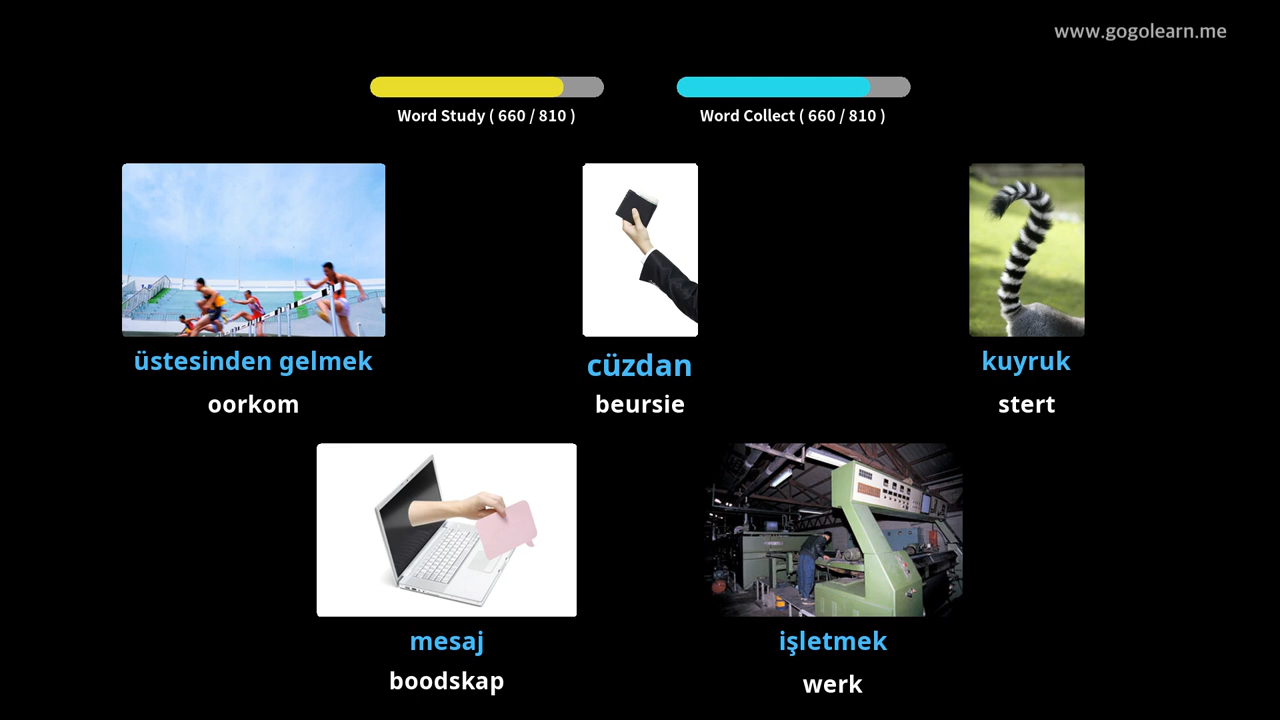 www.gogolearn.me
Word Study ( 660 / 810 )
Word Collect ( 660 / 810 )
üstesinden gelmek
oorkom
cüzdan
beursie
kuyruk
stert
mesaj
boodskap
işletmek
werk